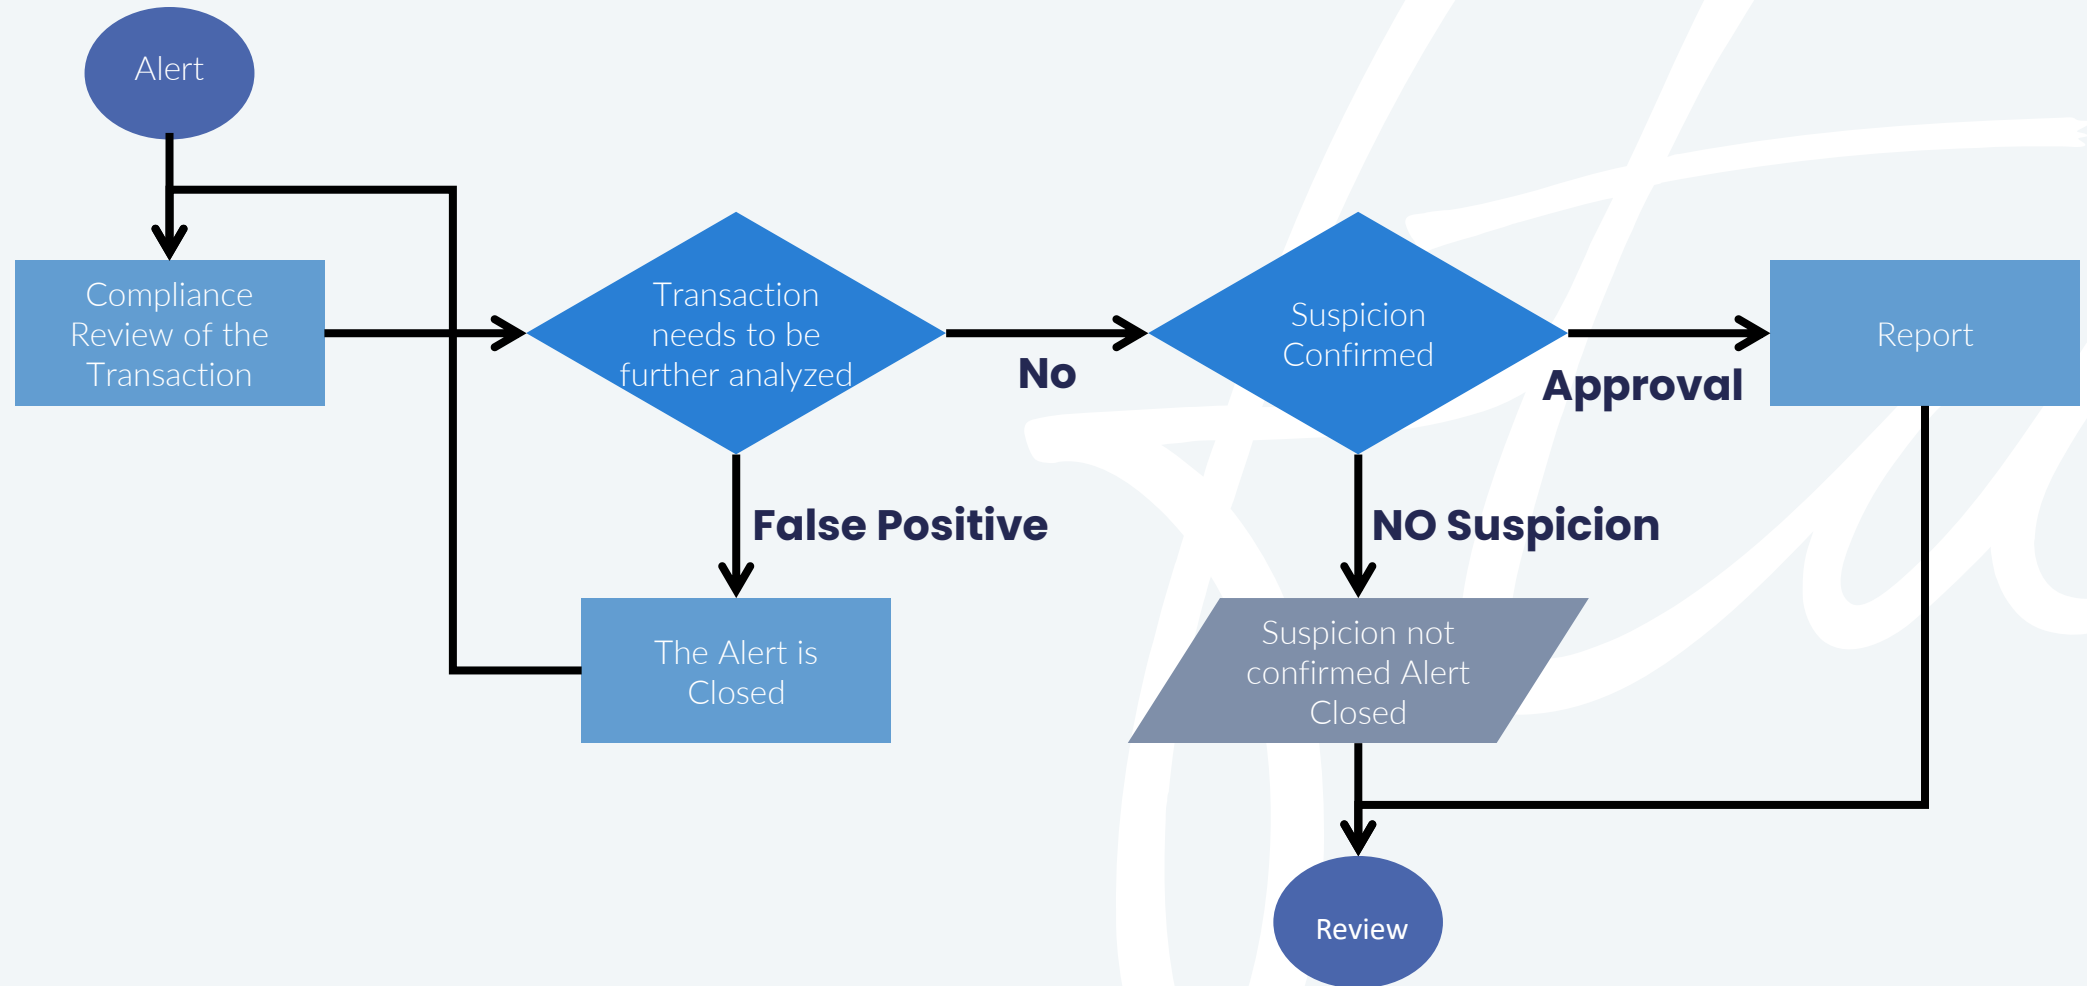 Alert
Compliance
Review of the
Transaction
Transaction
needs to be
further analyzed
No
Suspicion
Confirmed
Approval
Report
False Positive
NO Suspicion
The Alert is
Closed
Suspicion not
confirmed Alert
Closed
Review